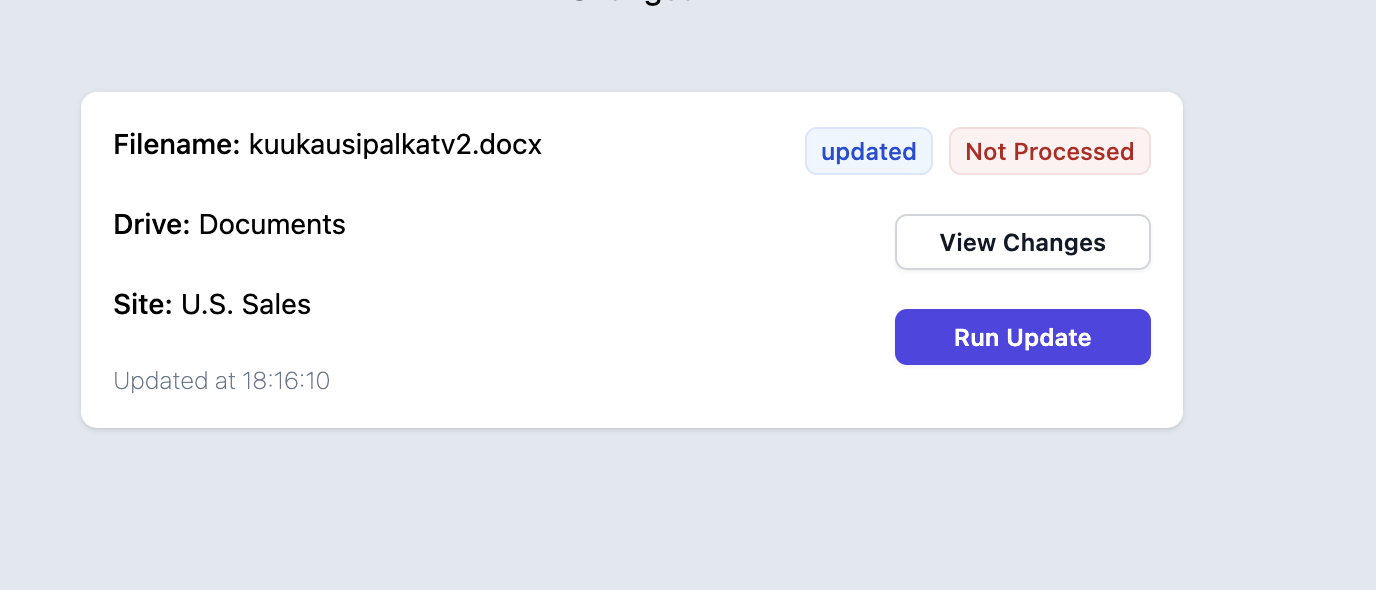 Filename: kuukausipalkatv2.docx
updated
Not Processed
Drive: Documents
View Changes
Site: U.S. Sales
Run Update
Updated at 18:16:10